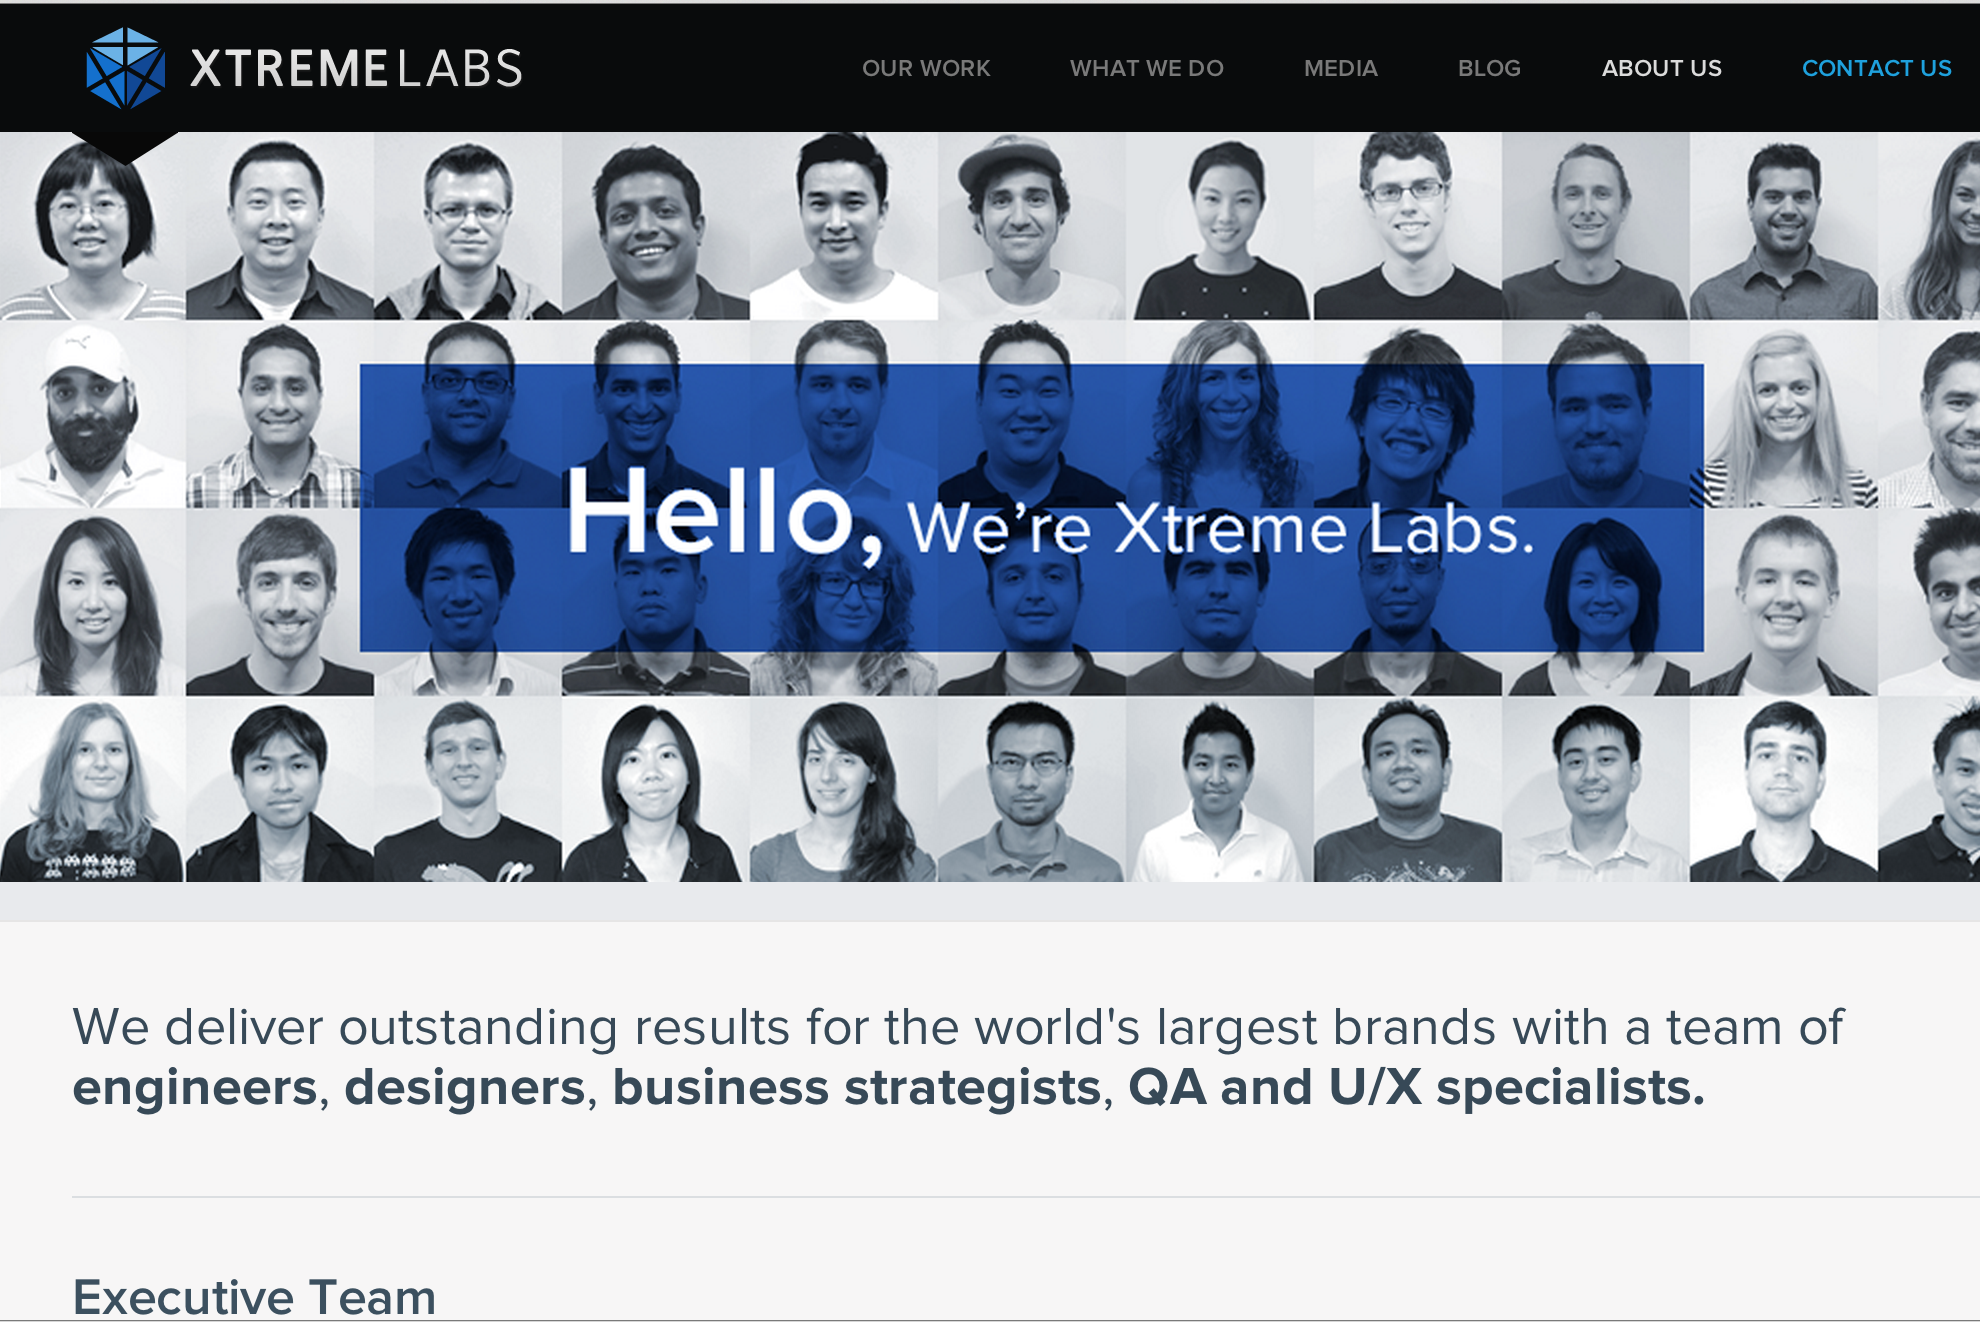 XTREMELABS
OUR WORK
WHAT WE DO
MEDIA
BLOG
ABOUT US
CONTACT US
Hello, We’re Xtreme Labs.
We deliver outstanding results for the world's largest brands with a team of
engineers, designers, business strategists, QA and U/X specialists.
Executive Team